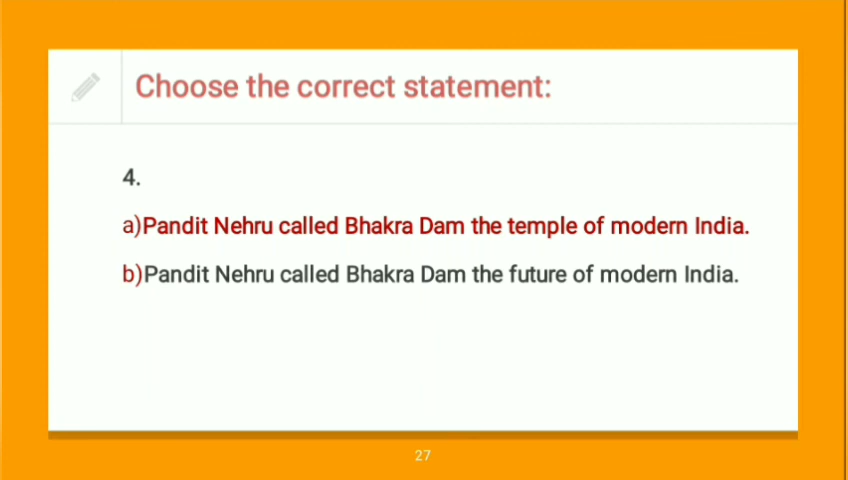 Choose the correct statement:
4.
a)Pandit Nehru called Bhakra Dam the temple of modern India.
b)Pandit Nehru called Bhakra Dam the future of modern India.
27